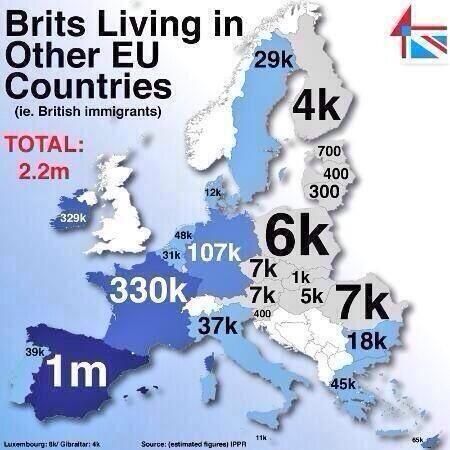 Brits Living in
Other EU
Countries
(ie. British immigrants)
TOTAL:
2.2m
29k
4k
700
400
300
12k
329k
48k
31k
107k
6k
7k
1k
330k
7k
5k
7k
400
37k
18k
39k
1m
45k
11k
65k
Luxembourg: 6k/ Gibraltar: 4k
Source: (estimated figures) IPPR